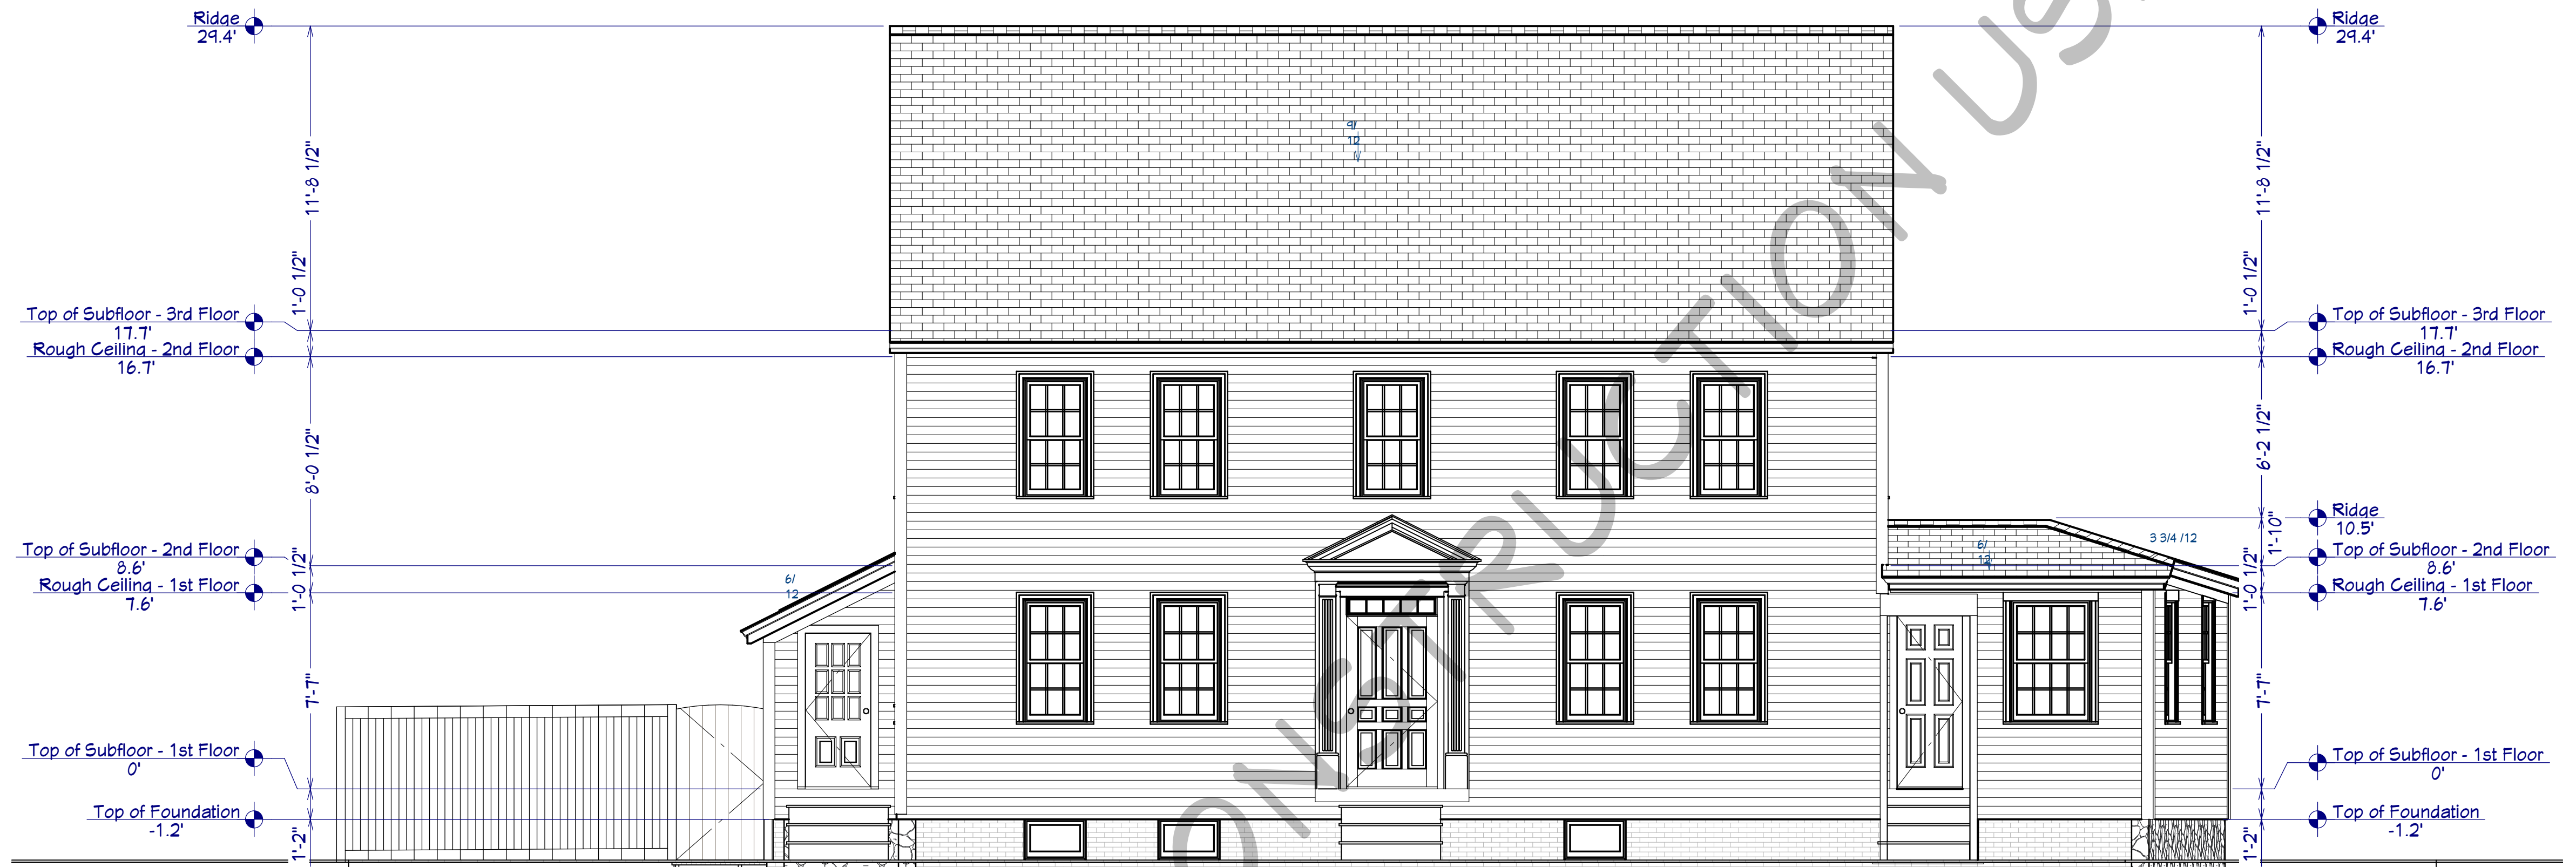 Ridge
29.4'
11'-8 1/2"
1'-0 1/2"
Top of Subfloor - 3rd Floor
17.7'
Rough Ceiling - 2nd Floor
16.7'
8'-0 1/2"
Top of Subfloor - 2nd Floor
8.6'
Rough Ceiling - 1st Floor
7.6'
1'-0 1/2"
7'-7"
Top of Subfloor - 1st Floor
0'
Top of Foundation
-1.2'
1'-2"
9/
12
6/
12
6/
12
3 3/4 /12
ONSTRUCTION US
Ridge
29.4'
11'-8 1/2"
1'-0 1/2"
Top of Subfloor - 3rd Floor
17.7'
Rough Ceiling - 2nd Floor
16.7'
6'-2 1/2"
Ridge
10.5'
1'-10"
Top of Subfloor - 2nd Floor
8.6'
Rough Ceiling - 1st Floor
7.6'
1'-0 1/2"
7'-7"
Top of Subfloor - 1st Floor
0'
Top of Foundation
-1.2'
1'-2"